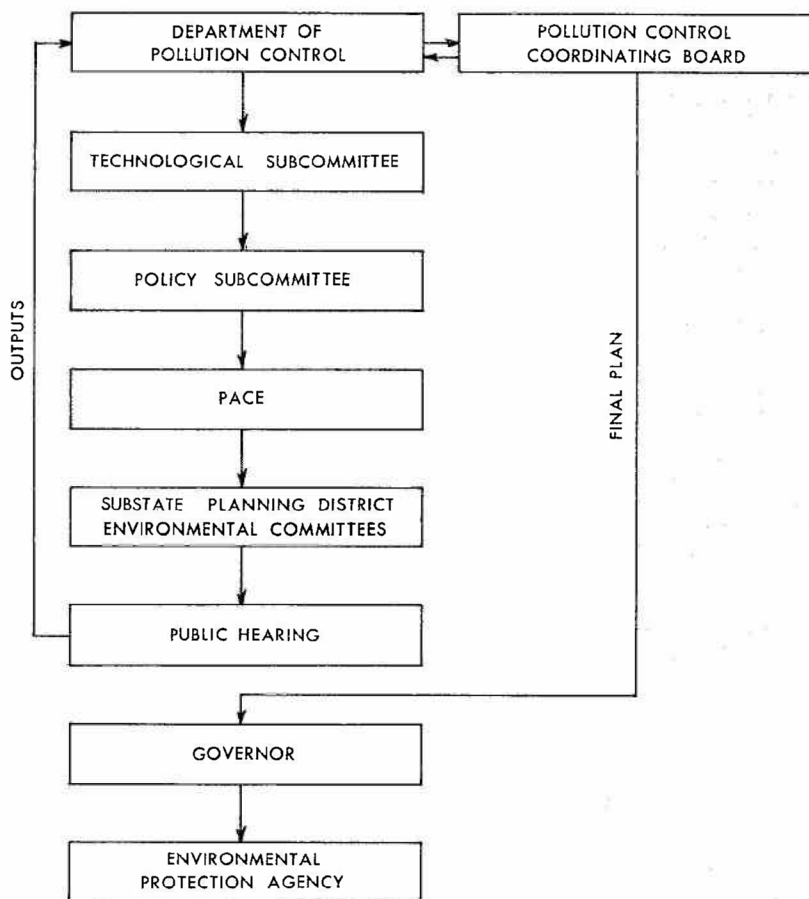 DEPARTMENT OF
POLLUTION CONTROL
POLLUTION CONTROL
COORDINATING BOARD
TECHNOLOGICAL SUBCOMMITTEE
POLICY SUBCOMMITTEE
PACE
SUBSTATE PLANNING DISTRICT
ENVIRONMENTAL COMMITTEES
PUBLIC HEARING
OUTPUTS
FINAL PLAN
GOVERNOR
ENVIRONMENTAL
PROTECTION AGENCY